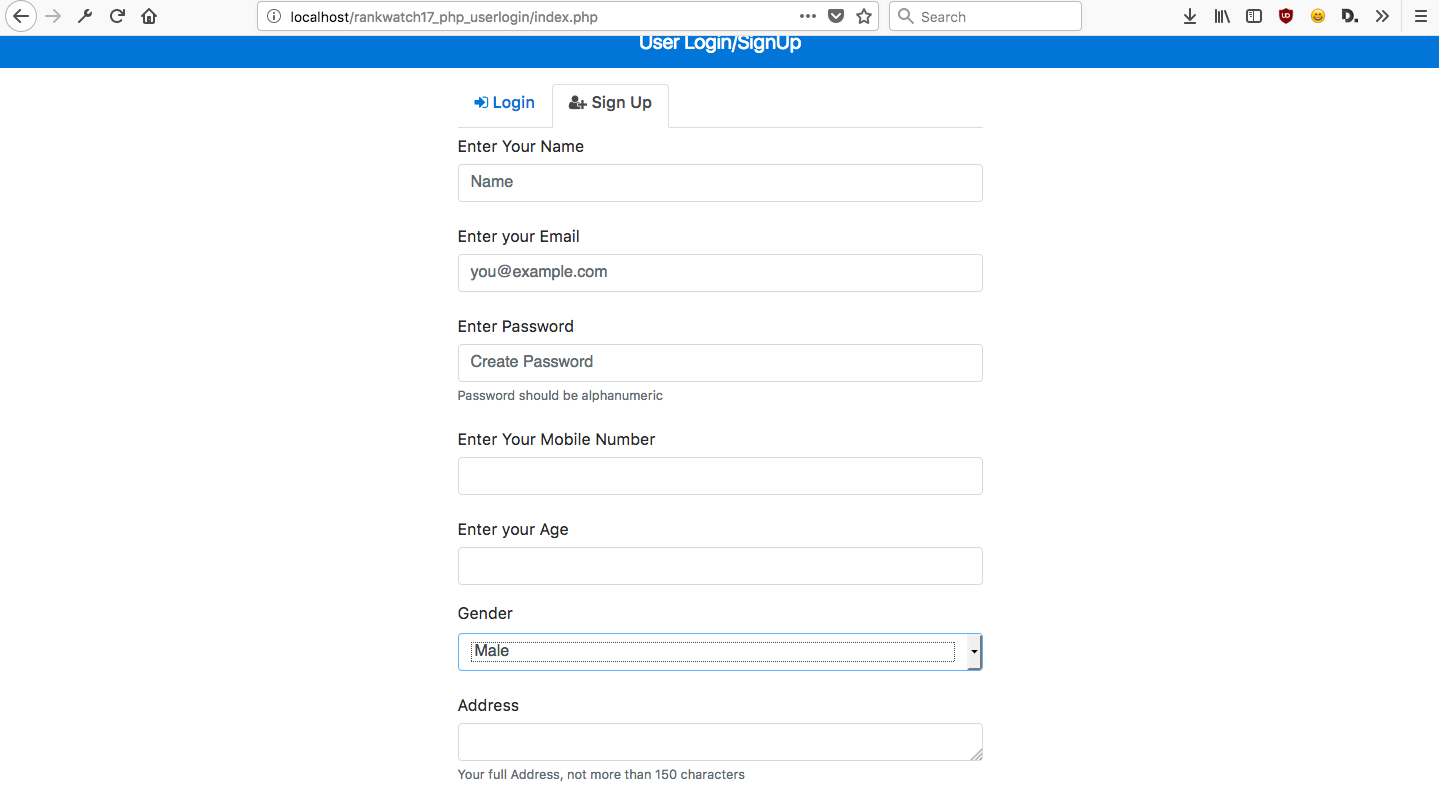 localhost/rankwatch17_php_userlogin/index.php
Search
User Login/SignUp
Login
Sign Up
Enter Your Name
Name
Enter your Email
you@example.com
Enter Password
Create Password
Password should be alphanumeric
Enter Your Mobile Number
Enter your Age
Gender
Male
Address
Your full Address, not more than 150 characters